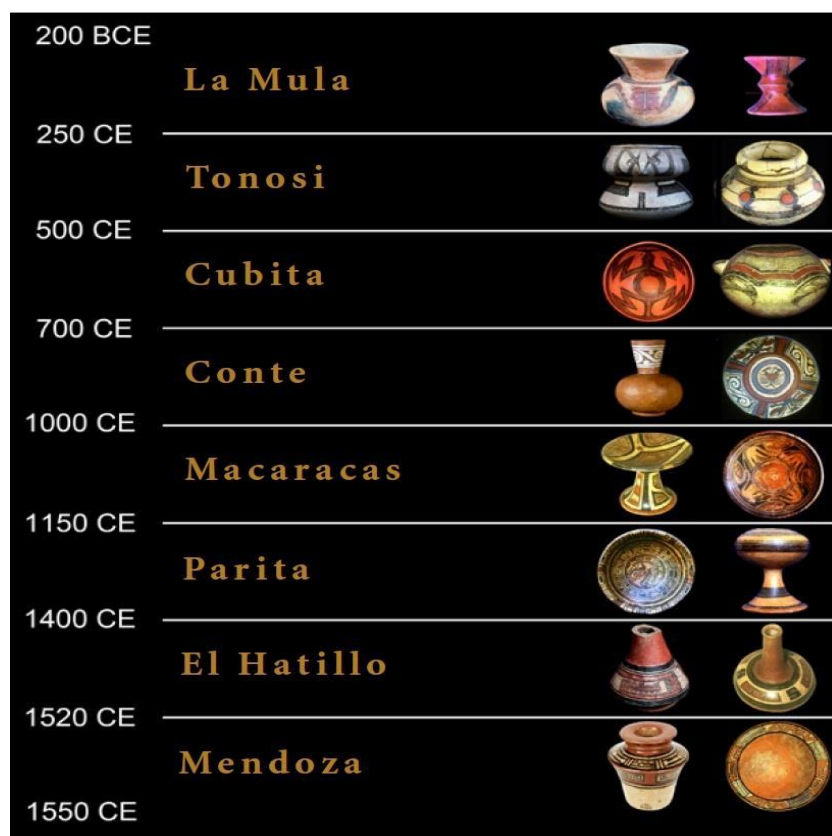 200 BCE
La Mula
250 CE
Tonosi
500 CE
Cubita
700 CE
Conte
1000 CE
Macaracas
1150 CE
Parita
1400 CE
El Hatillo
1520 CE
Mendoza
1550 CE